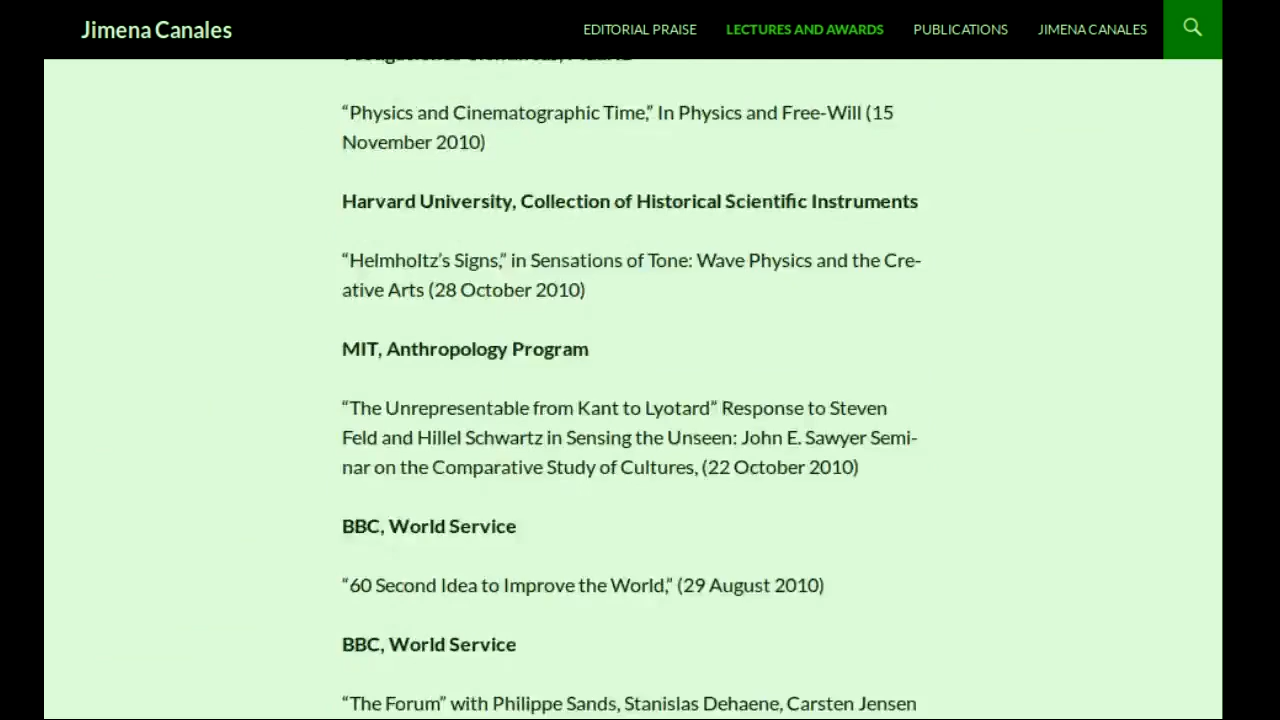 Jimena Canales
EDITORIAL PRAISE
LECTURES AND AWARDS
PUBLICATIONS
JIMENA CANALES
“Physics and Cinematographic Time,” In Physics and Free-Will (15
November 2010)
Harvard University, Collection of Historical Scientific Instruments
“Helmholtz’s Signs,” in Sensations of Tone: Wave Physics and the Cre-
ative Arts (28 October 2010)
MIT, Anthropology Program
“The Unrepresentable from Kant to Lyotard” Response to Steven
Feld and Hillel Schwartz in Sensing the Unseen: John E. Sawyer Semi-
nar on the Comparative Study of Cultures, (22 October 2010)
BBC, World Service
“60 Second Idea to Improve the World,” (29 August 2010)
BBC, World Service
“The Forum” with Philippe Sands, Stanislas Dehaene, Carsten Jensen